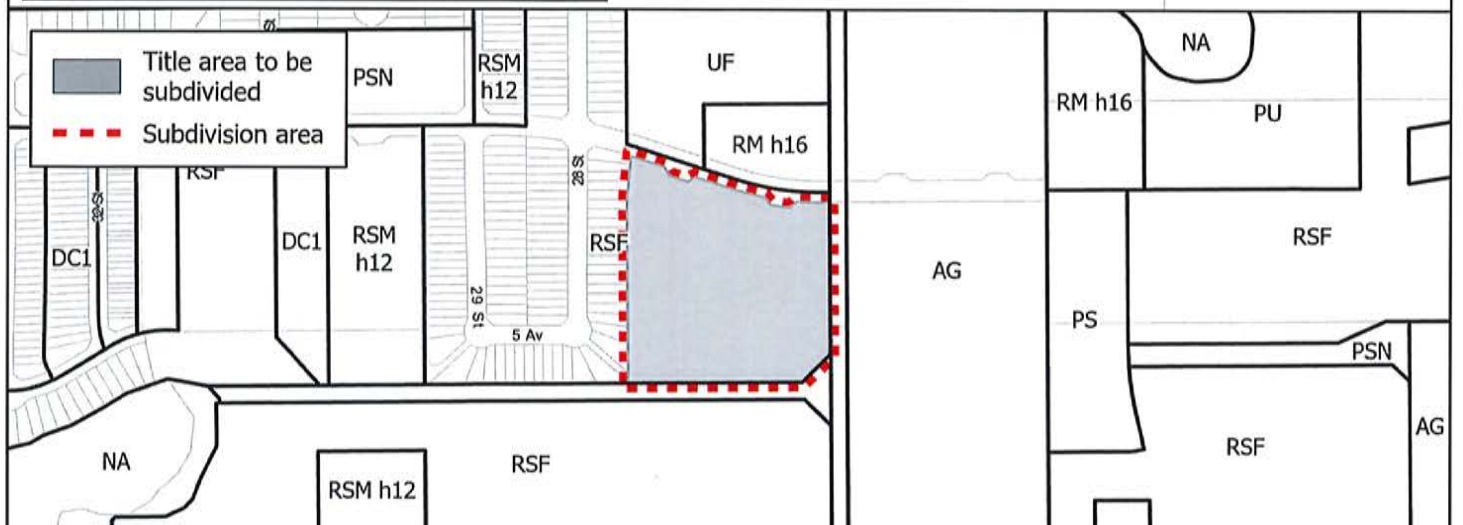 Title area to be
subdivided
Subdivision area
PSN
RSM
h12
UF
RM h16
NA
RM h16
PU
RSF
32 St
DC1
DC1
RSM
h12
28 St
RSF
29 St
5 Av
AG
PS
RSF
PSN
AG
NA
RSM h12
RSF
RSF